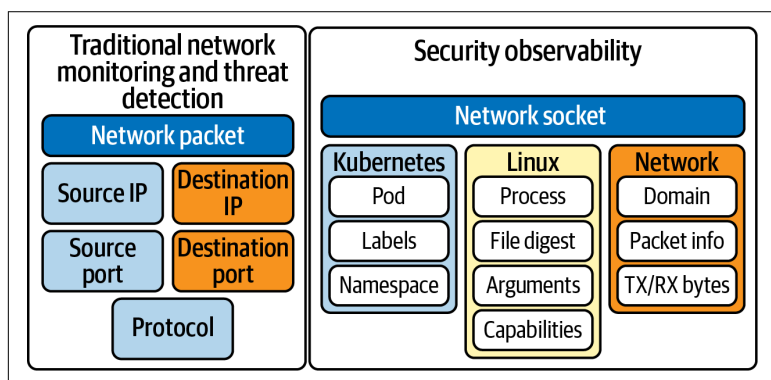 Traditional network
monitoring and threat
detection
Network packet
Source IP
Destination
IP
Source
port
Destination
port
Protocol
Security observability
Network socket
Kubernetes
Pod
Labels
Namespace
Linux
Process
File digest
Arguments
Capabilities
Network
Domain
Packet info
TX/RX bytes